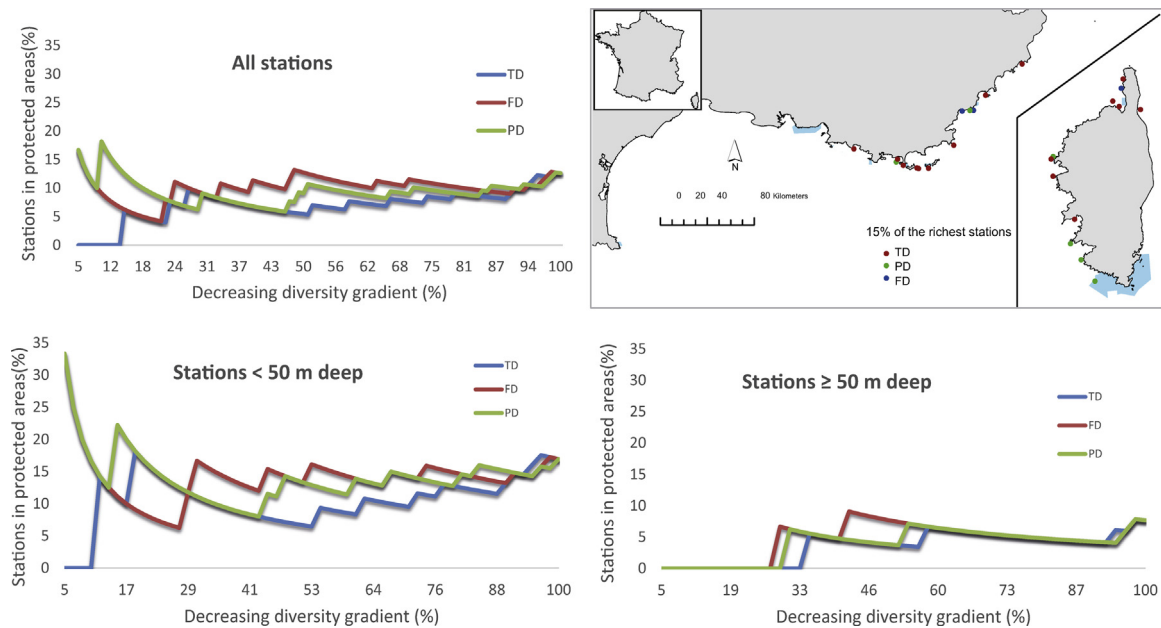 Stations in protected areas(%)
35
30
25
20
15
10
5
0
All stations
TD
FD
PD
5 12 18 24 31 37 43 50 56 62 68 75 81 87 94 100
Decreasing diversity gradient (%)
0 20 40 80 Kilometers
15% of the richest stations
TD
PD
FD
Stations in protected areas(%)
35
30
25
20
15
10
5
0
Stations < 50 m deep
TD
FD
PD
5 17 29 41 53 64 76 88 100
Decreasing diversity gradient (%)
Stations in protected areas(%)
35
30
25
20
15
10
5
0
Stations ≥ 50 m deep
TD
FD
PD
5 19 33 46 60 73 87 100
Decreasing diversity gradient (%)